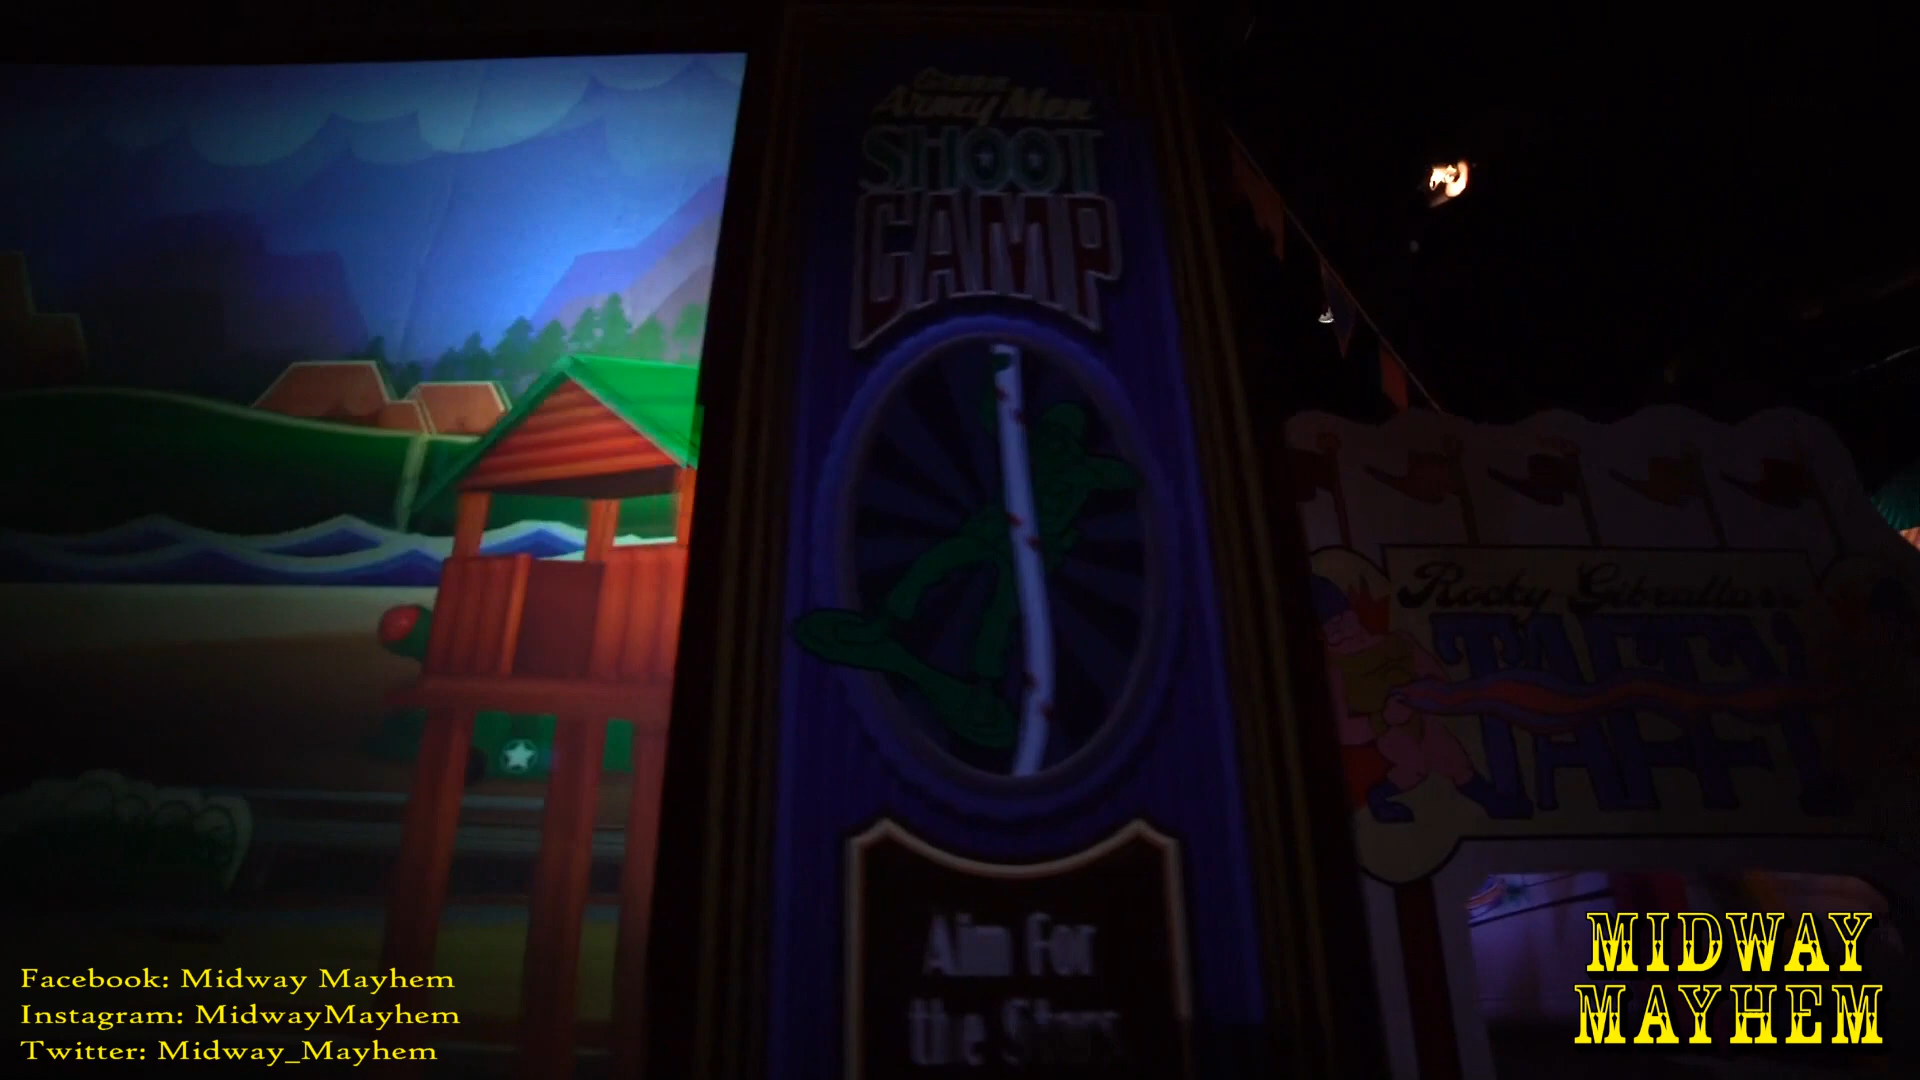 Green
Army Men
SHOOT
CAMP
Aim For
the Stars
Rocky Gibraltar's
TAFFY
Facebook: Midway Mayhem
Instagram: MidwayMayhem
Twitter: Midway_Mayhem
MIDWAY
MAYHEM